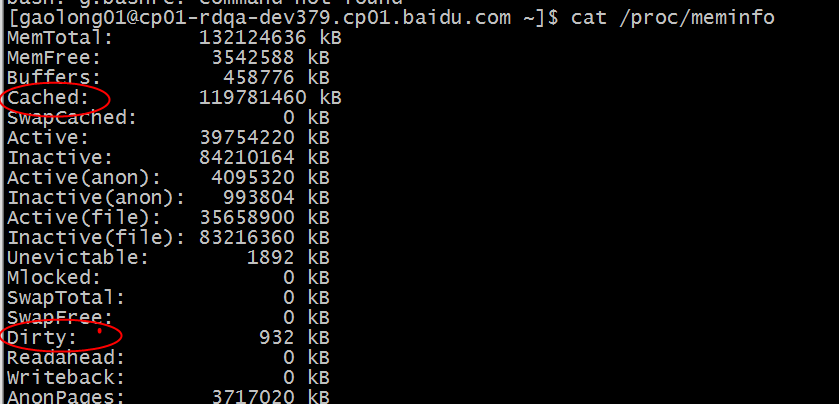 bash: g.bashrc: command not found
[gaolong01@cp01-rdqa-dev379.cp01.baidu.com ~]$ cat /proc/meminfo
MemTotal: 132124636 kB
MemFree: 3542588 kB
Buffers: 458776 kB
Cached: 119781460 kB
SwapCached: 0 kB
Active: 39754220 kB
Inactive: 84210164 kB
Active(anon): 4095320 kB
Inactive(anon): 993804 kB
Active(file): 35658900 kB
Inactive(file): 83216360 kB
Unevictable: 1892 kB
Mlocked: 0 kB
SwapTotal: 0 kB
SwapFree: 0 kB
Dirty: 932 kB
Readahead: 0 kB
Writeback: 0 kB
AnonPages: 3717020 kB